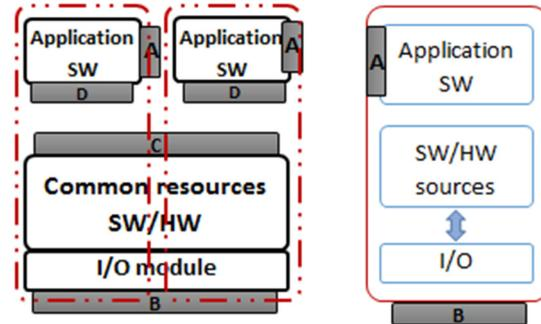 Application
SW
A
D
Application
SW
A
D
C
Common resources
SW/HW
I/O module
B
A
Application
SW
SW/HW
sources
I/O
B